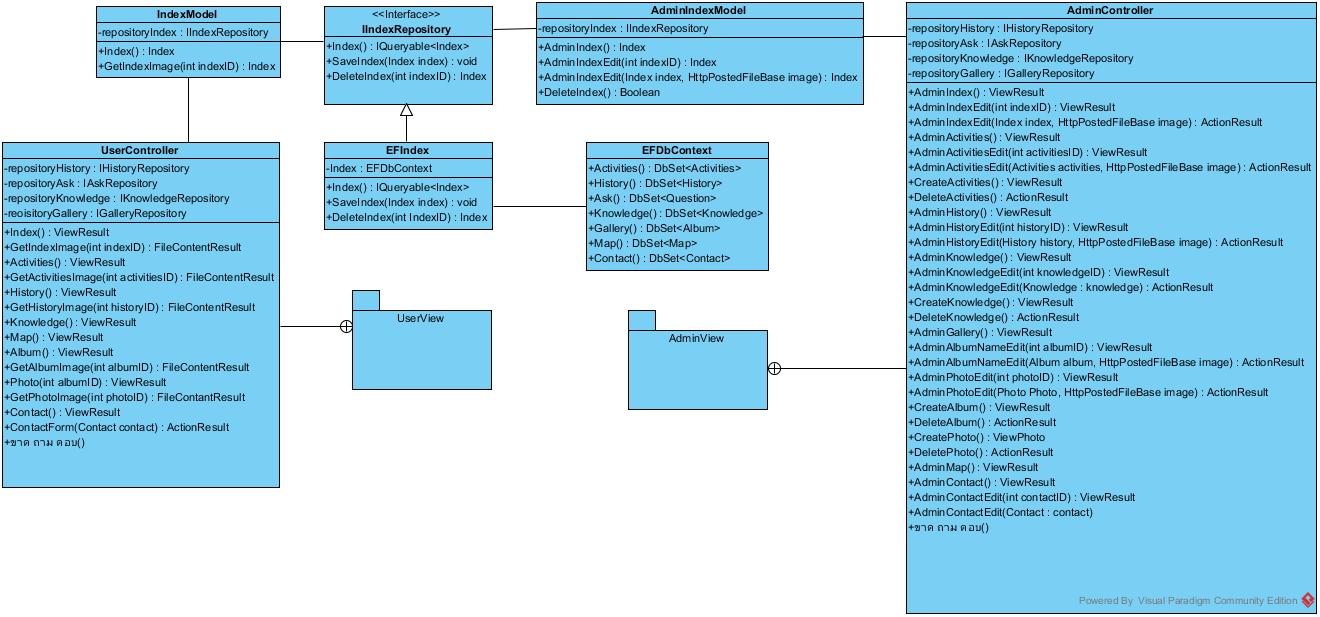 IndexModel
-repositoryIndex : IIndexRepository
+Index() : Index
+GetIndexImage(int indexID) : Index
<<Interface>>
IIndexRepository
+Index() : IQueryable<Index>
+SaveIndex(Index index) : void
+DeleteIndex(int indexID) : Index
AdminIndexModel
-repositoryIndex : IIndexRepository
+AdminIndex() : Index
+AdminIndexEdit(int indexID) : Index
+AdminIndexEdit(Index index, HttpPostedFileBase image) : Index
+DeleteIndex() : Boolean
AdminController
-repositoryHistory : IHistoryRepository
-repositoryAsk : IAskRepository
-repositoryKnowledge : IKnowledgeRepository
-repositoryGallery : IGalleryRepository
+AdminIndex() : ViewResult
+AdminIndexEdit(int indexID) : ViewResult
+AdminIndexEdit(Index index, HttpPostedFileBase image) : ActionResult
+AdminActivities() : ViewResult
+AdminActivitiesEdit(int activitiesID) : ViewResult
+AdminActivitiesEdit(Activities activities, HttpPostedFileBase image) : ActionResult
+CreateActivities() : ViewResult
+DeleteActivities() : ActionResult
+AdminHistory() : ViewResult
+AdminHistoryEdit(int historyID) : ViewResult
+AdminHistoryEdit(History history, HttpPostedFileBase image) : ActionResult
+AdminKnowledge() : ViewResult
+AdminKnowledgeEdit(int knowledgeID) : ViewResult
+AdminKnowledgeEdit(Knowledge : knowledge) : ActionResult
+CreateKnowledge() : ViewResult
+DeleteKnowledge() : ActionResult
+AdminGallery() : ViewResult
+AdminAlbumNameEdit(int albumID) : ViewResult
+AdminAlbumNameEdit(Album album, HttpPostedFileBase image) : ActionResult
+AdminPhotoEdit(int photoID) : ViewResult
+AdminPhotoEdit(Photo Photo, HttpPostedFileBase image) : ActionResult
+CreateAlbum() : ViewResult
+DeleteAlbum() : ActionResult
+CreatePhoto() : ViewPhoto
+DeletePhoto() : ActionResult
+AdminMap() : ViewResult
+AdminContact() : ViewResult
+AdminContactEdit(int contactID) : ViewResult
+AdminContactEdit(Contact : contact)
+ขาด ถาม ตอบ()
UserController
-repositoryHistory : IHistoryRepository
-repositoryAsk : IAskRepository
-repositoryKnowledge : IKnowledgeRepository
-reoisitoryGallery : IGalleryRepository
+Index() : ViewResult
+GetIndexImage(int indexID) : FileContentResult
+Activities() : ViewResult
+GetActivitiesImage(int activitiesID) : FileContentResult
+History() : ViewResult
+GetHistoryImage(int historyID) : FileContentResult
+Knowledge() : ViewResult
+Map() : ViewResult
+Album() : ViewResult
+GetAlbumImage(int albumID) : FileContentResult
+Photo(int albumID) : ViewResult
+GetPhotoImage(int photoID) : FileContantResult
+Contact() : ViewResult
+ContactForm(Contact contact) : ActionResult
+ขาด ถาม ตอบ()
EFIndex
-Index : EFDbContext
+Index() : IQueryable<Index>
+SaveIndex(Index index) : void
+DeleteIndex(int IndexID) : Index
EFDbContext
+Activities() : DbSet<Activities>
+History() : DbSet<History>
+Ask() : DbSet<Question>
+Knowledge() : DbSet<Knowledge>
+Gallery() : DbSet<Album>
+Map() : DbSet<Map>
+Contact() : DbSet<Contact>
UserView
AdminView
Powered By Visual Paradigm Community Edition